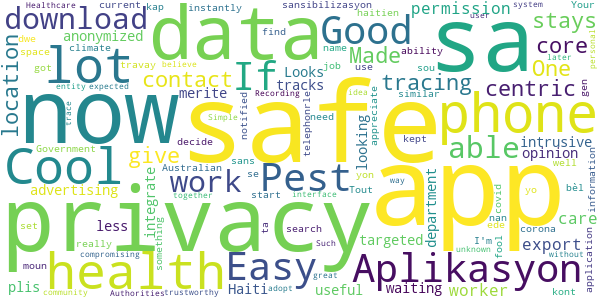 Healthcare current kap instantly sansibilizasyon haitien Your
download data Good permission system
anonymized If sa stays
dwe climate find Made core
space lot contact Looks name ability One personal
got travay believe job use tracing user later
location entity expected tracks sou similar centric gen
trace merite Recording need idea
now safe phone
notified telephonrle appreciate
Simple decide looking able intrusive
Cool give work Pest opinion well
Australian se yon kept way information
Government sans Tout department bèl
advertising integrate start interface nan covid care
privacy app
set less together ta search targeted ede corona yo application
really something Such I'm fool export
moun health Easy Aplikasyon
compromising great unknown without
plis worker Haiti useful waiting
community Authorities trustworthy adopt kont